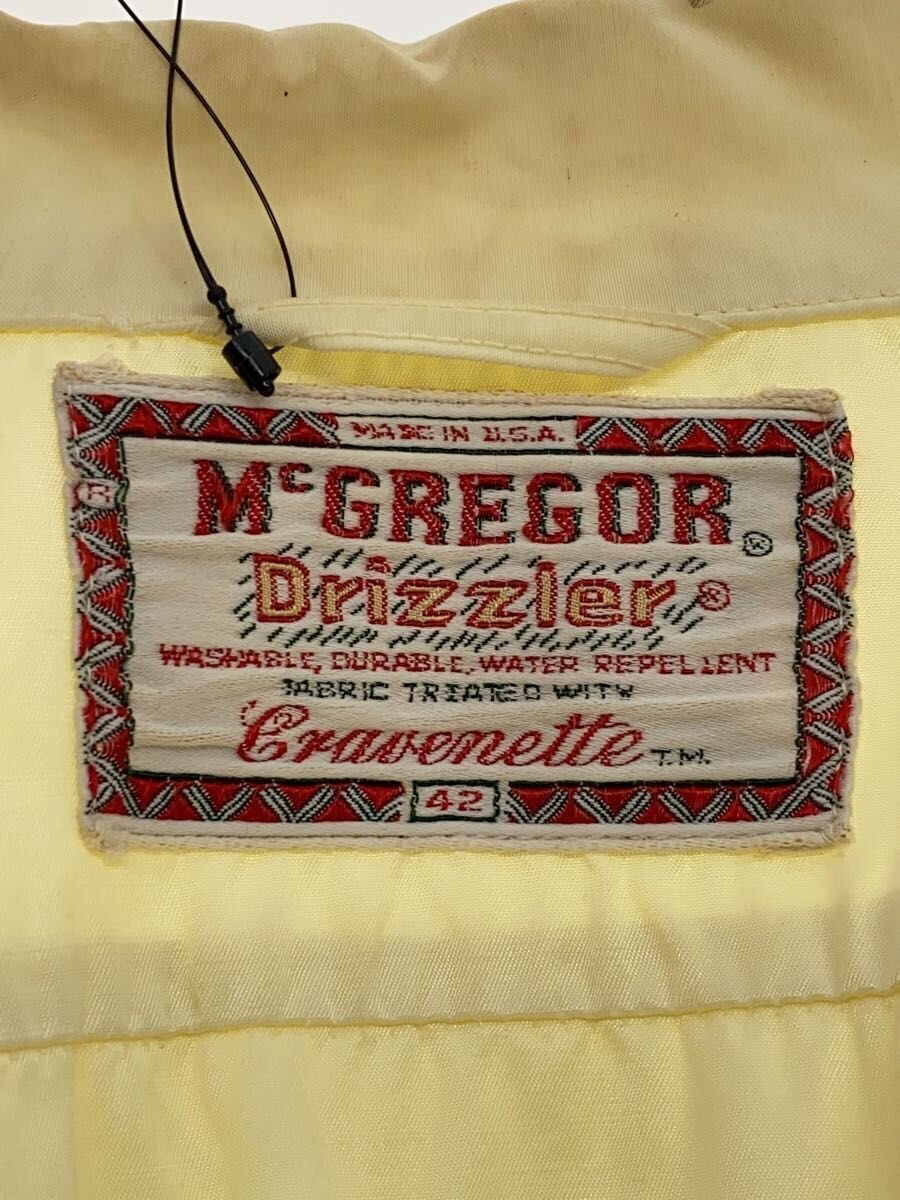 MADE IN U.S.A.
McGREGOR®
Drizzler®
WASHABLE, DURABLE, WATER REPELLENT
FABRIC TREATED WITH
Cravenette T.M.
42